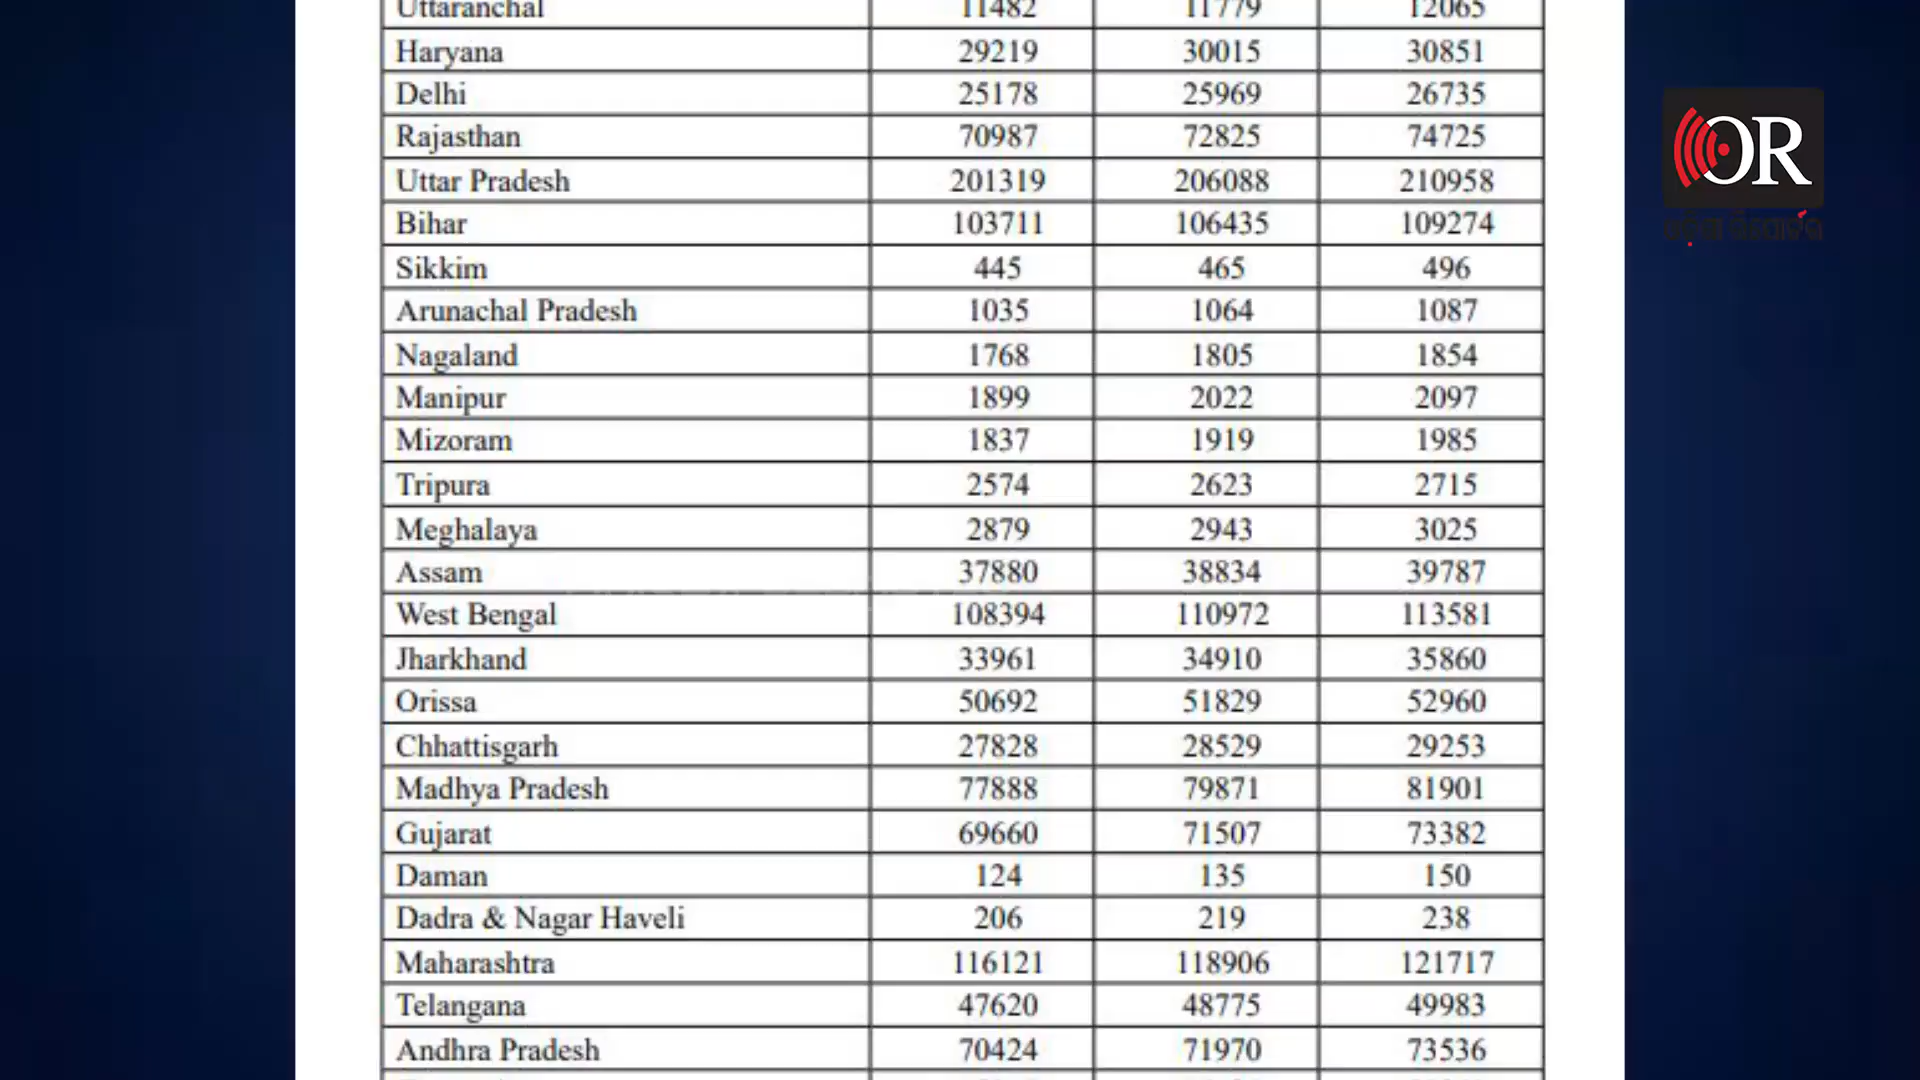 Uttaranchal 11482 11779 12065
Haryana 29219 30015 30851
Delhi 25178 25969 26735
Rajasthan 70987 72825 74725
Uttar Pradesh 201319 206088 210958
Bihar 103711 106435 109274
Sikkim 445 465 496
Arunachal Pradesh 1035 1064 1087
Nagaland 1768 1805 1854
Manipur 1899 2022 2097
Mizoram 1837 1919 1985
Tripura 2574 2623 2715
Meghalaya 2879 2943 3025
Assam 37880 38834 39787
West Bengal 108394 110972 113581
Jharkhand 33961 34910 35860
Orissa 50692 51829 52960
Chhattisgarh 27828 28529 29253
Madhya Pradesh 77888 79871 81901
Gujarat 69660 71507 73382
Daman 124 135 150
Dadra & Nagar Haveli 206 219 238
Maharashtra 116121 118906 121717
Telangana 47620 48775 49983
Andhra Pradesh 70424 71970 73536
OR